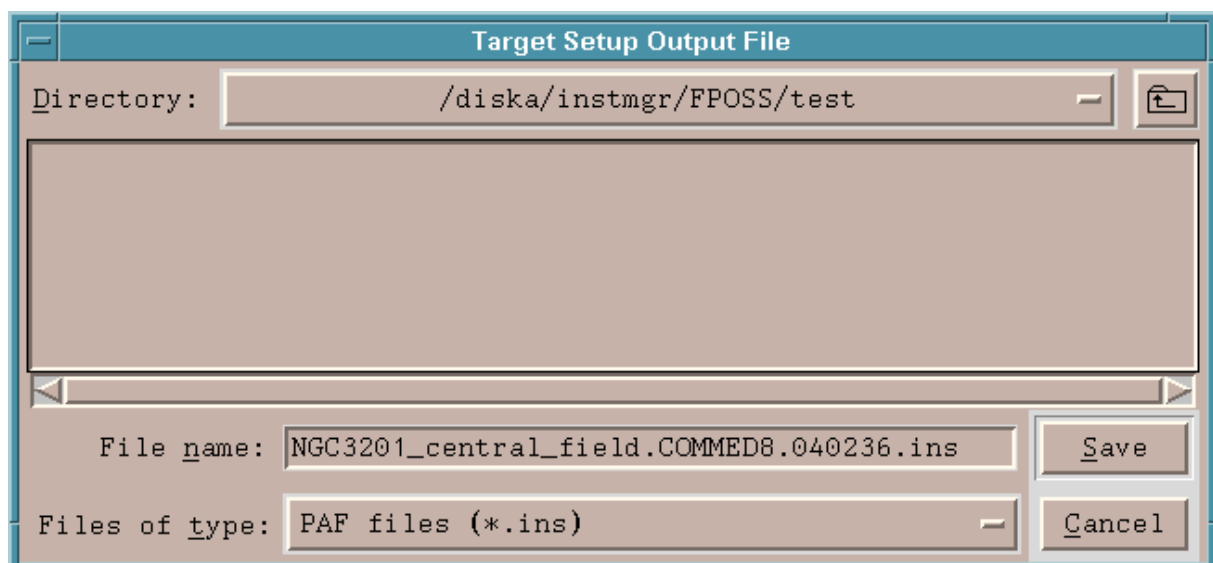 Target Setup Output File
Directory: /diska/instmgr/FPOSS/test
File name: NGC3201_central_field.COMMED8.040236.ins Save
Files of type: PAF files (*.ins) Cancel